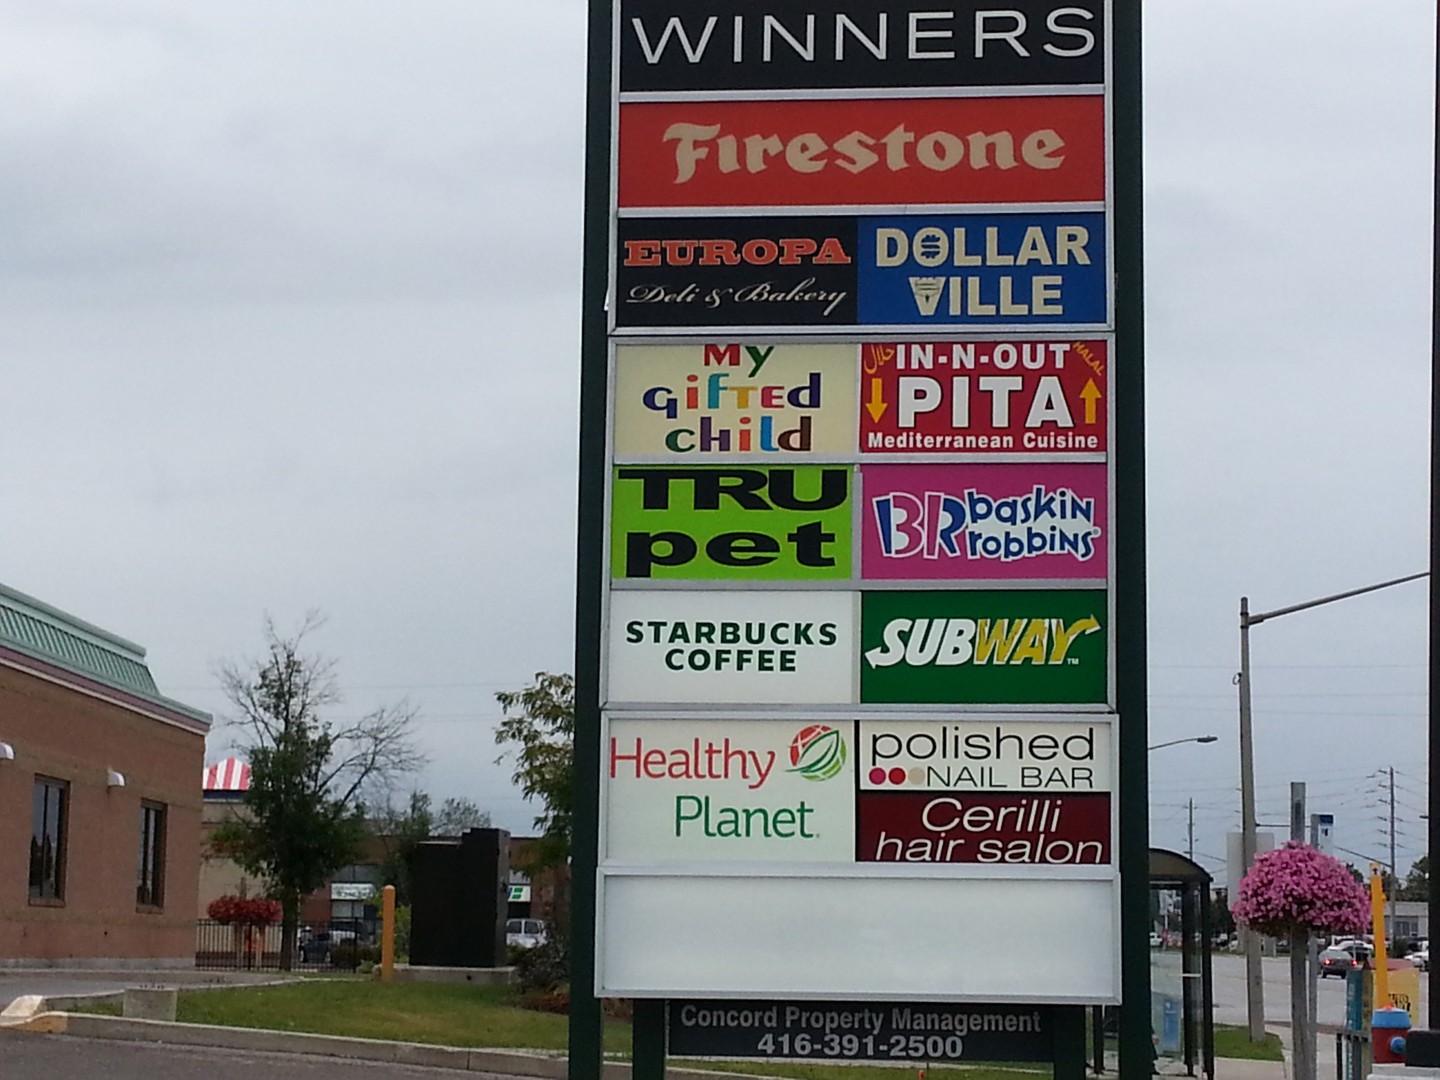 WINNERS
Firestone
EUROPA
Deli & Bakery
DOLLAR
VILLE
My
gifted
child
حلال
IN-N-OUT
HALAL
PITA
Mediterranean Cuisine
TRU
pet
BR baskin
robbins
STARBUCKS
COFFEE
SUBWAY™
Healthy
Planet
polished
NAIL BAR
Cerilli
hair salon
Concord Property Management
416-391-2500